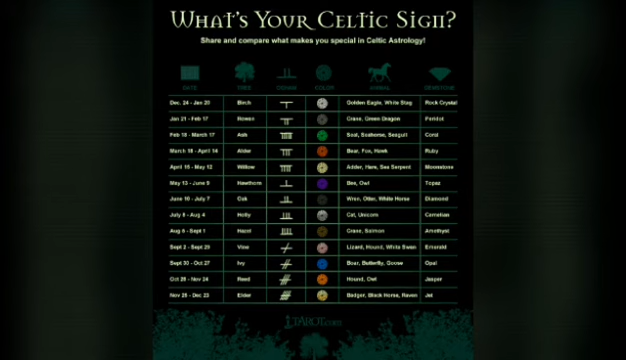 WHAT'S YOUR CELTIC SIGN?
Share and compare what makes you special in Celtic Astrology!
DATE TREE OGHAM COLOR ANIMAL GEMSTONE
Dec. 24 - Jan 20 Birch Golden Eagle, White Stag Rock Crystal
Jan 21 - Feb 17 Rowan Crane, Green Dragon Peridot
Feb 18 - March 17 Ash Seal, Seahorse, Seagull Coral
March 18 - April 14 Alder Bear, Fox, Hawk Ruby
April 15 - May 12 Willow Adder, Hare, Sea Serpent Moonstone
May 13 - June 9 Hawthorn Bee, Owl Topaz
June 10 - July 7 Oak Wren, Otter, White Horse Diamond
July 8 - Aug 4 Holly Cat, Unicorn Carnelian
Aug 5 - Sept 1 Hazel Crane, Salmon Amethyst
Sept 2 - Sept 29 Vine Lizard, Hound, White Swan Emerald
Sept 30 - Oct 27 Ivy Boar, Butterfly, Goose Opal
Oct 28 - Nov 24 Reed Hound, Owl Jasper
Nov 25 - Dec 23 Elder Badger, Black Horse, Raven Jet
TAROT.com